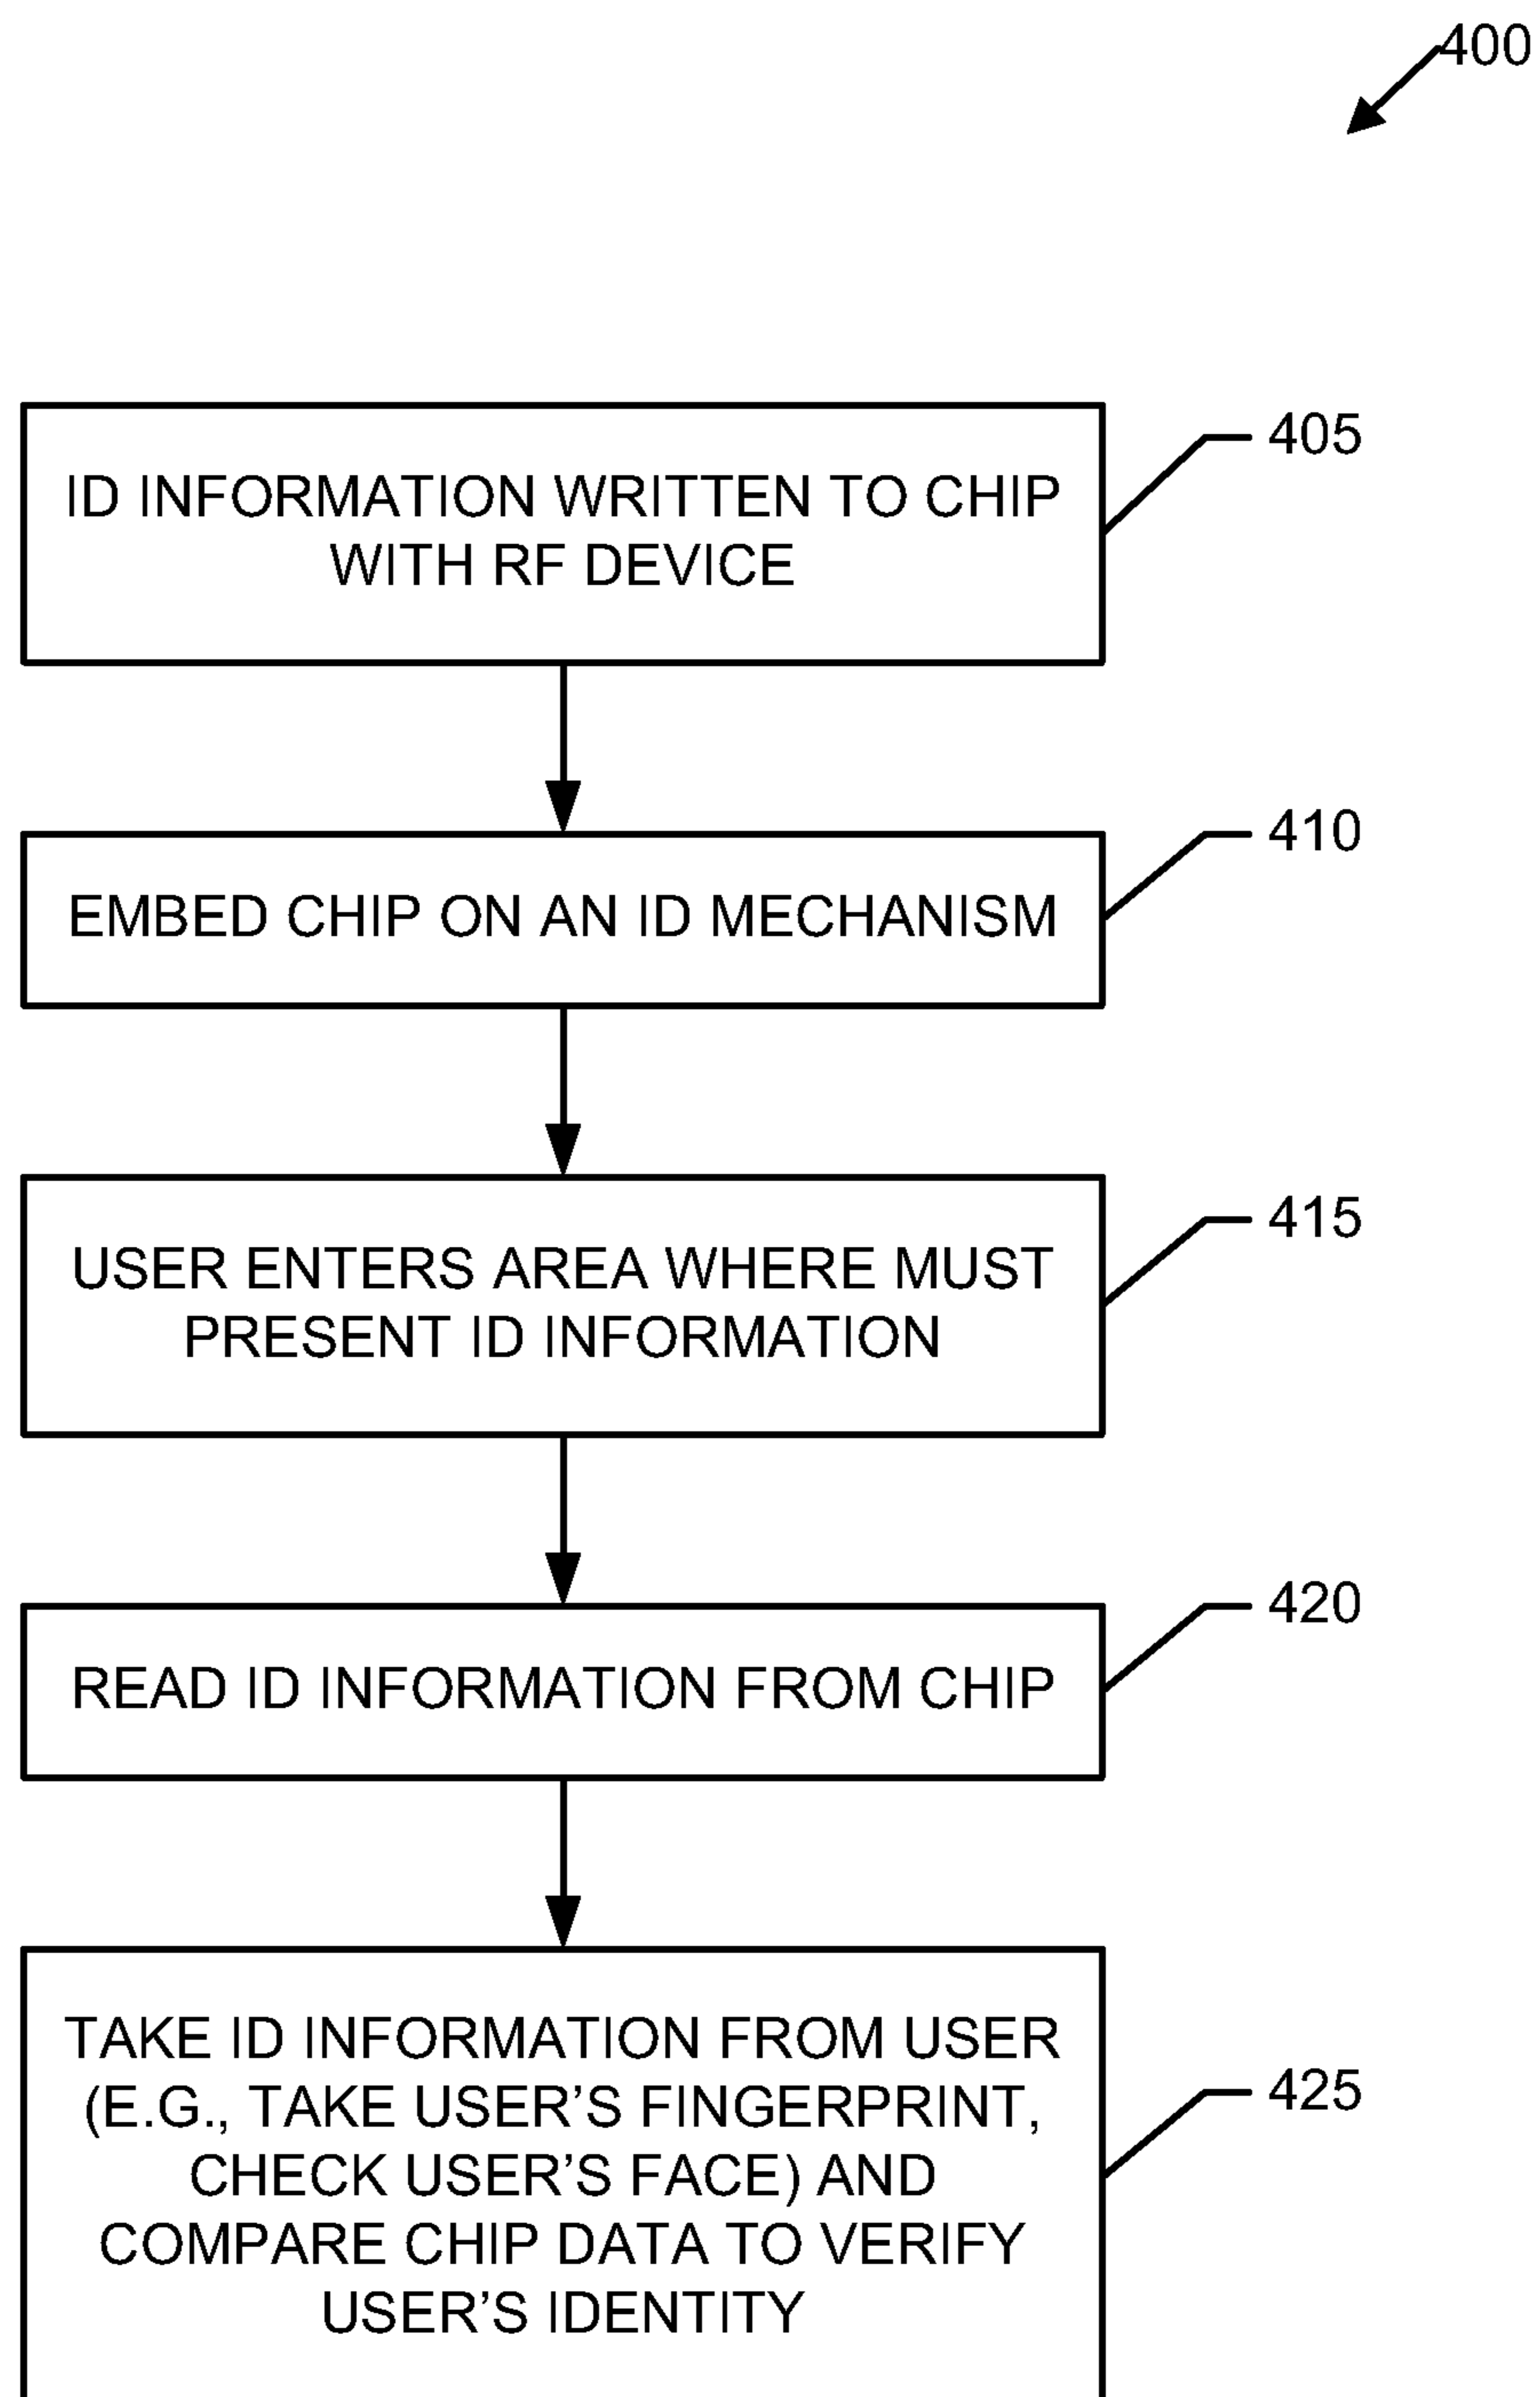 400
ID INFORMATION WRITTEN TO CHIP
WITH RF DEVICE
405
EMBED CHIP ON AN ID MECHANISM
410
USER ENTERS AREA WHERE MUST
PRESENT ID INFORMATION
415
READ ID INFORMATION FROM CHIP
420
TAKE ID INFORMATION FROM USER
(E.G., TAKE USER’S FINGERPRINT,
CHECK USER’S FACE) AND
COMPARE CHIP DATA TO VERIFY
USER’S IDENTITY
425